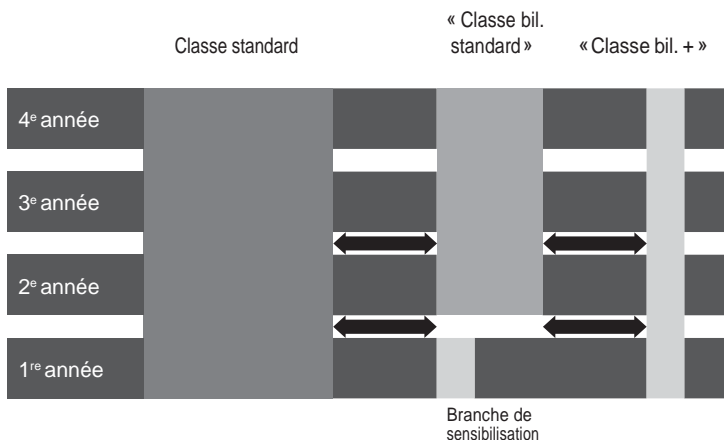 Classe standard
« Classe bil.
standard »
« Classe bil. + »
4e année
3e année
2e année
1re année
Branche de
sensibilisation